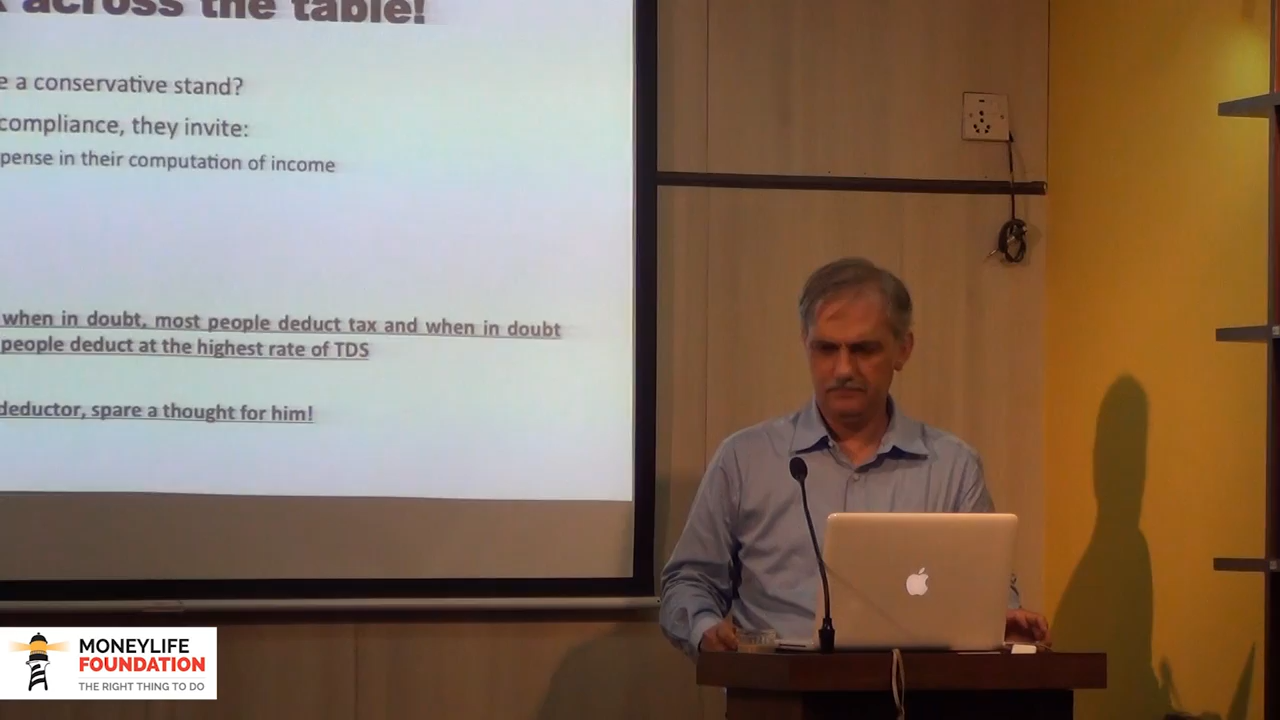 across the table!
e a conservative stand?
compliance, they invite:
pense in their computation of income
when in doubt, most people deduct tax and when in doubt
people deduct at the highest rate of TDS
deductor, spare a thought for him!
MONEYLIFE
FOUNDATION
THE RIGHT THING TO DO